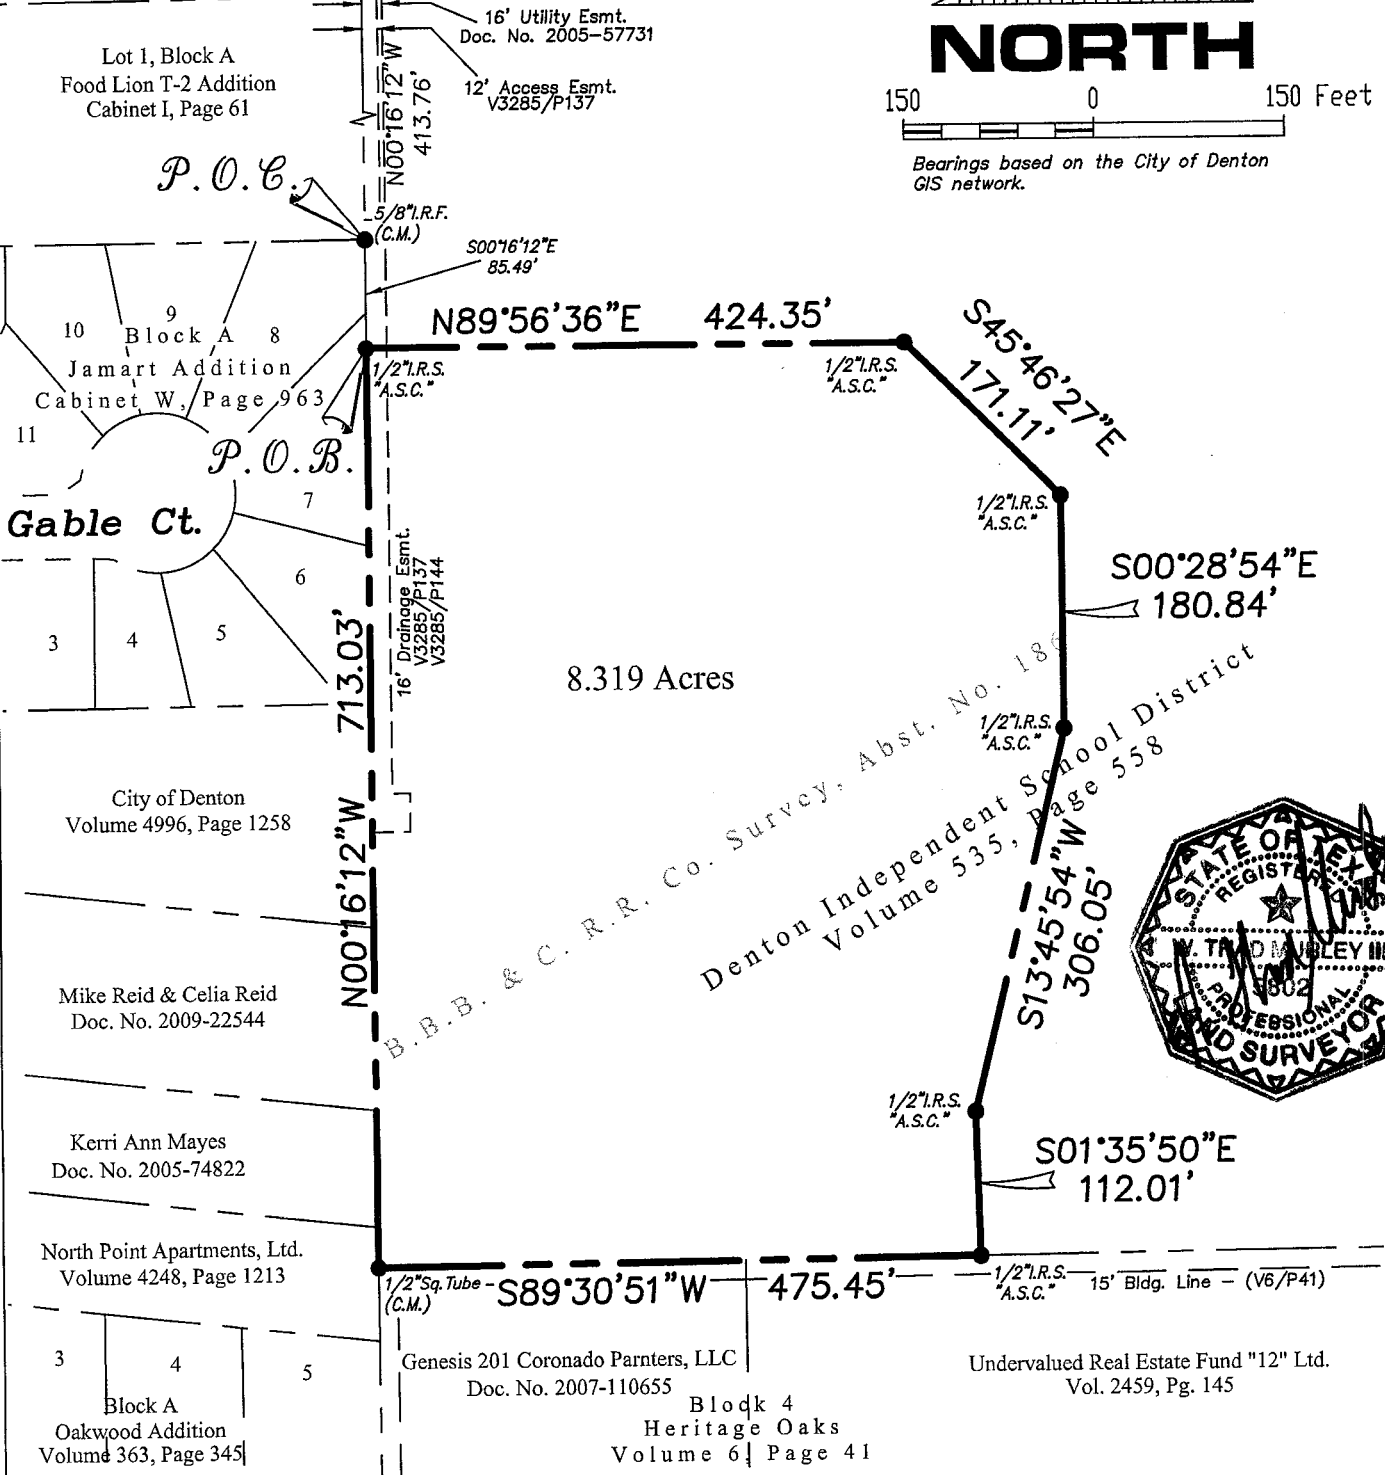 16' Utility Esmt.
Doc. No. 2005-57731
12' Access Esmt.
V3285/P137
N00°16'12"W
413.76'
NORTH
150 0 150 Feet
Bearings based on the City of Denton
GIS network.
Lot 1, Block A
Food Lion T-2 Addition
Cabinet I, Page 61
P.O.C.
5/8"I.R.F.
(C.M.)
S00°16'12"E
85.49'
N89°56'36"E 424.35'
S45°46'27"E
171.11'
1/2"I.R.S.
"A.S.C."
1/2"I.R.S.
"A.S.C."
10
9
8
Block A
Jamart Addition
Cabinet W, Page 963
11
P.O.B.
7
Gable Ct.
6
3
4
5
1/2"I.R.S.
"A.S.C."
S00°28'54"E
180.84'
16' Drainage Esmt.
V3285/P137
V3285/P144
713.03'
N00°16'12"W
8.319 Acres
1/2"I.R.S.
"A.S.C."
B.B.B. & C. R.R. Co. Survey, Abst. No. 186
Denton Independent School District
Volume 535, Page 558
S13°45'54"W
306.05'
City of Denton
Volume 4996, Page 1258
STATE OF TEX
REGISTERED
W. THAD MURLEY III
5802
PROFESSIONAL
LAND SURVEYOR
Mike Reid & Celia Reid
Doc. No. 2009-22544
1/2"I.R.S.
"A.S.C."
Kerri Ann Mayes
Doc. No. 2005-74822
S01°35'50"E
112.01'
North Point Apartments, Ltd.
Volume 4248, Page 1213
1/2"Sq.Tube
(C.M.)
S89°30'51"W 475.45'
1/2"I.R.S.
"A.S.C."
15' Bldg. Line - (V6/P41)
3
4
5
Block A
Oakwood Addition
Volume 363, Page 345
Genesis 201 Coronado Parnters, LLC
Doc. No. 2007-110655
Block 4
Heritage Oaks
Volume 6, Page 41
Undervalued Real Estate Fund "12" Ltd.
Vol. 2459, Pg. 145